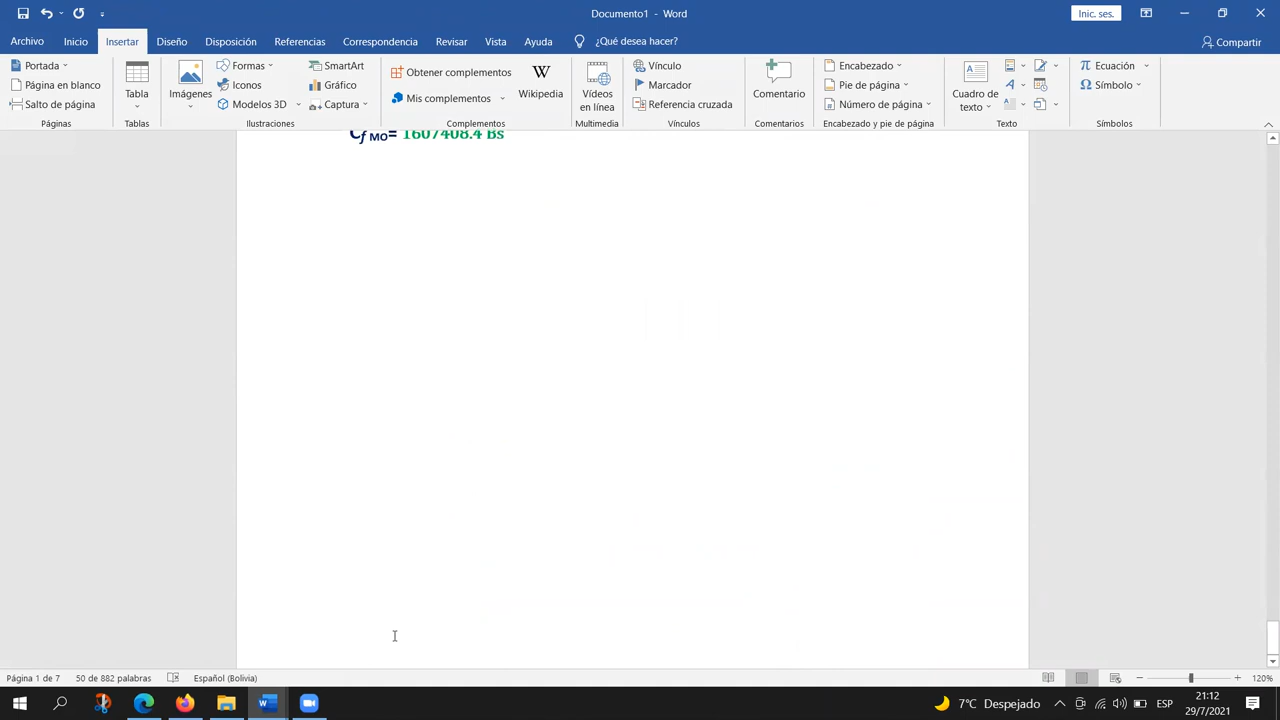 Documento1 - Word
Inic. ses.
Archivo Inicio Insertar Diseño Disposición Referencias Correspondencia Revisar Vista Ayuda ¿Qué desea hacer? Compartir
Portada
Página en blanco
Salto de página
Páginas
Tabla
Tablas
Imágenes
Formas
Iconos
Modelos 3D
SmartArt
Gráfico
Captura
Ilustraciones
Obtener complementos
Mis complementos
Wikipedia
Complementos
Vídeos
en línea
Multimedia
Vínculo
Marcador
Referencia cruzada
Vínculos
Comentario
Comentarios
Encabezado
Pie de página
Número de página
Encabezado y pie de página
Cuadro de
texto
Texto
Ecuación
Símbolo
Símbolos
Cf MO= 1607408.4 Bs
Página 1 de 7 50 de 882 palabras Español (Bolivia) 120%
7°C Despejado ESP 21:12
29/7/2021